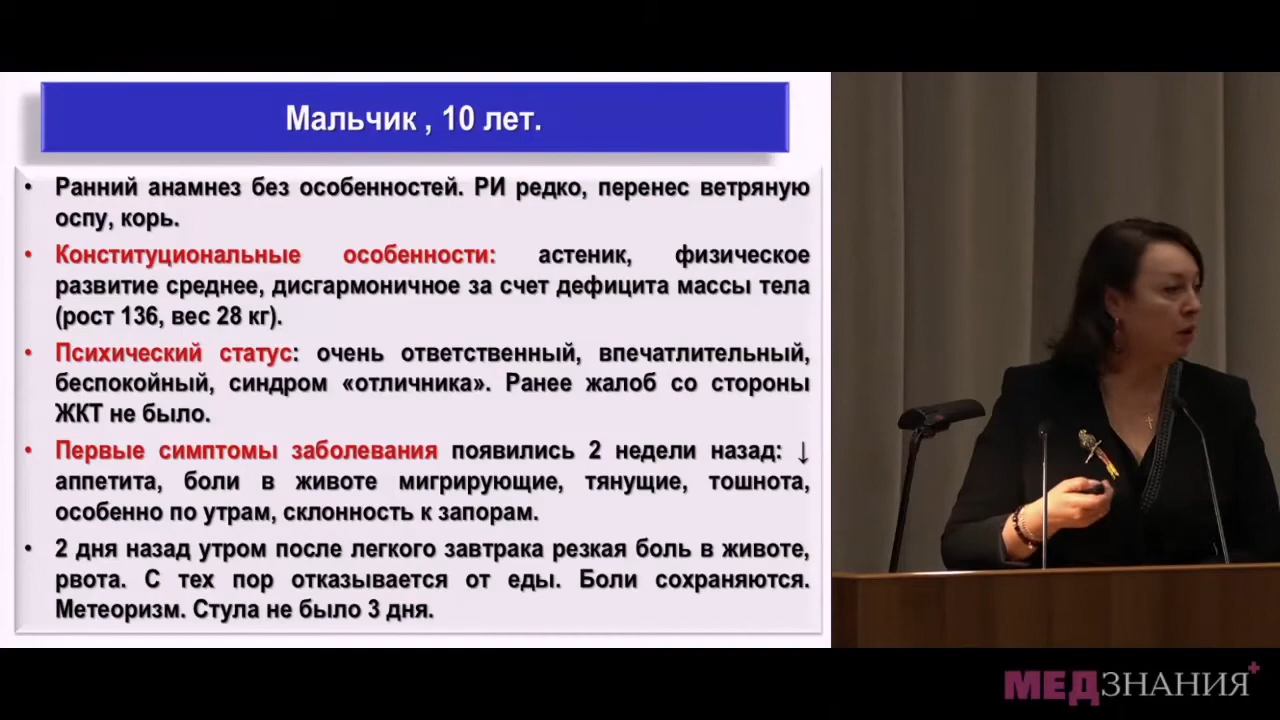 Мальчик , 10 лет.
• Ранний анамнез без особенностей. РИ редко, перенес ветряную
оспу, корь.
• Конституциональные особенности: астеник, физическое
развитие среднее, дисгармоничное за счет дефицита массы тела
(рост 136, вес 28 кг).
• Психический статус: очень ответственный, впечатлительный,
беспокойный, синдром «отличника». Ранее жалоб со стороны
ЖКТ не было.
• Первые симптомы заболевания появились 2 недели назад: ↓
аппетита, боли в животе мигрирующие, тянущие, тошнота,
особенно по утрам, склонность к запорам.
• 2 дня назад утром после легкого завтрака резкая боль в животе,
рвота. С тех пор отказывается от еды. Боли сохраняются.
Метеоризм. Стула не было 3 дня.
МЕДЗНАНИЯ+